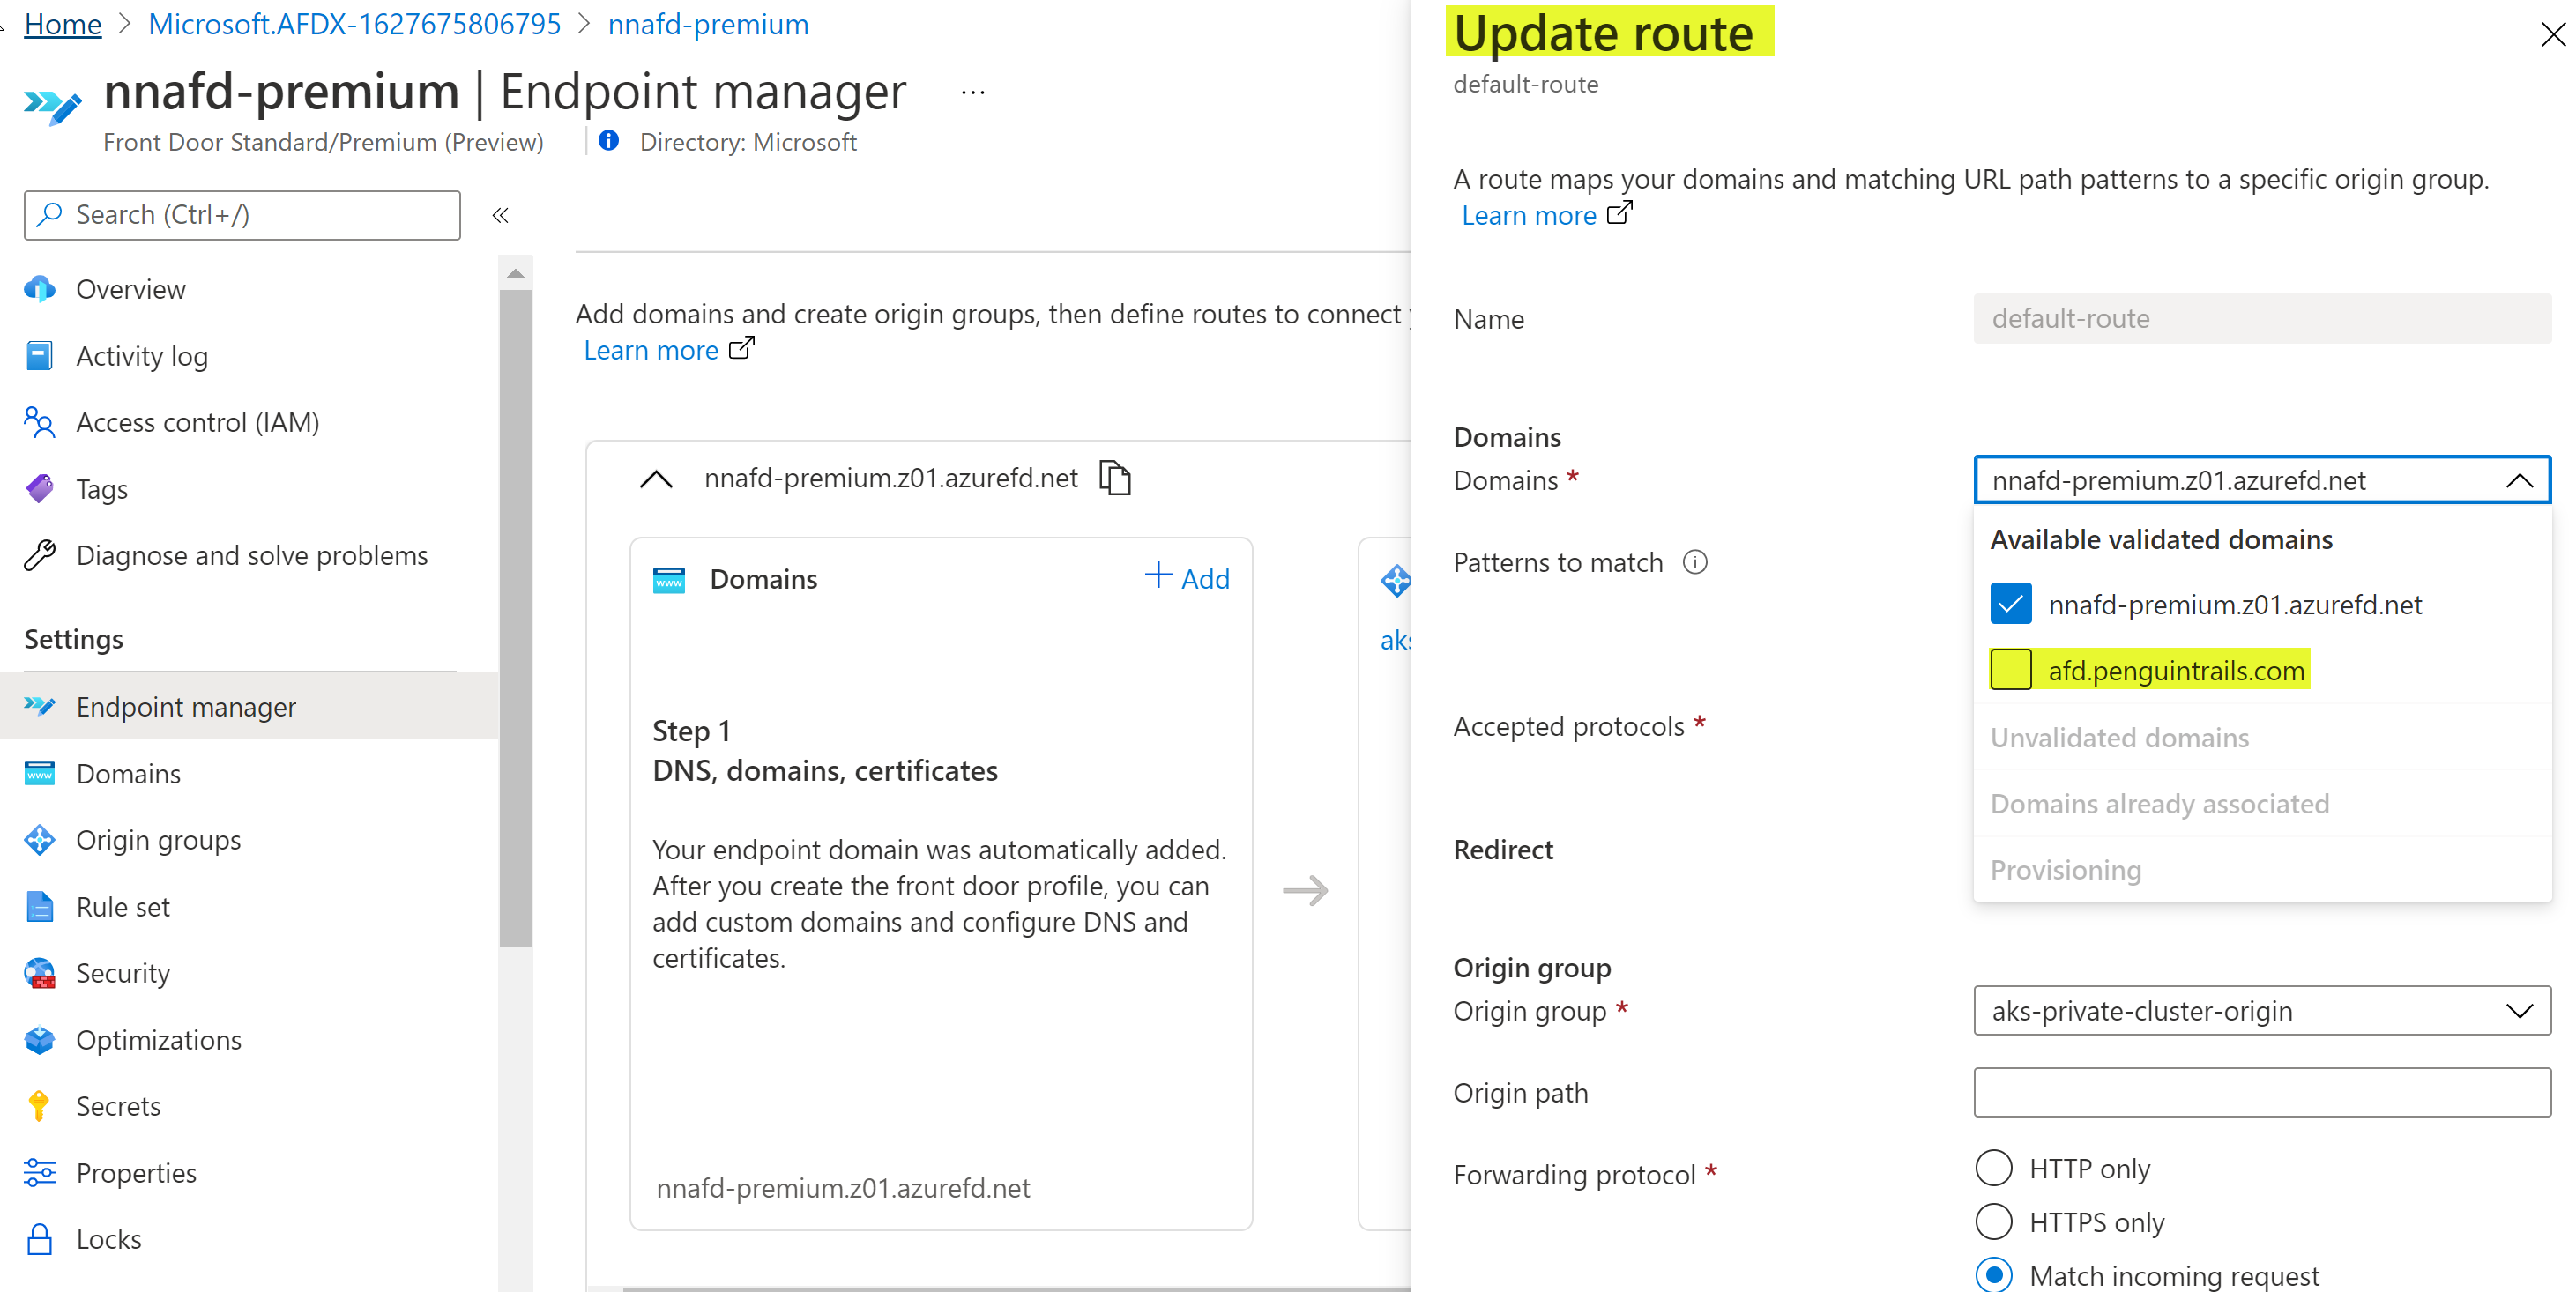 Home > Microsoft.AFDX-1627675806795 > nnafd-premium
nnafd-premium | Endpoint manager ...
Front Door Standard/Premium (Preview)
Directory: Microsoft
Search (Ctrl+/)
«
Overview
Activity log
Access control (IAM)
Tags
Diagnose and solve problems
Settings
Endpoint manager
Domains
Origin groups
Rule set
Security
Optimizations
Secrets
Properties
Locks
Add domains and create origin groups, then define routes to connect
Learn more
nnafd-premium.z01.azurefd.net
www
Domains
+ Add
Step 1
DNS, domains, certificates
Your endpoint domain was automatically added.
After you create the front door profile, you can
add custom domains and configure DNS and
certificates.
nnafd-premium.z01.azurefd.net
aks
Update route
default-route
A route maps your domains and matching URL path patterns to a specific origin group.
Learn more
Name
default-route
Domains
Domains *
nnafd-premium.z01.azurefd.net
Available validated domains
nnafd-premium.z01.azurefd.net
afd.penguintrails.com
Unvalidated domains
Domains already associated
Provisioning
Patterns to match
Accepted protocols *
Redirect
Origin group
Origin group *
aks-private-cluster-origin
Origin path
Forwarding protocol *
HTTP only
HTTPS only
Match incoming request